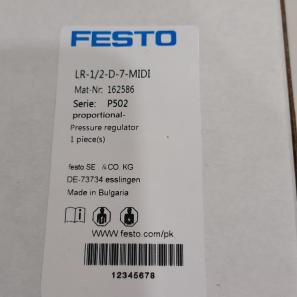 FESTO
LR-1/2-D-7-MIDI
Mat-Nr: 162586
Serie: P502
proportional-
Pressure regulator
1 piece(s)
festo SE . & CO. KG
DE-73734 esslingen
Made in Bulgaria
WWW.festo.com/pk
12345678